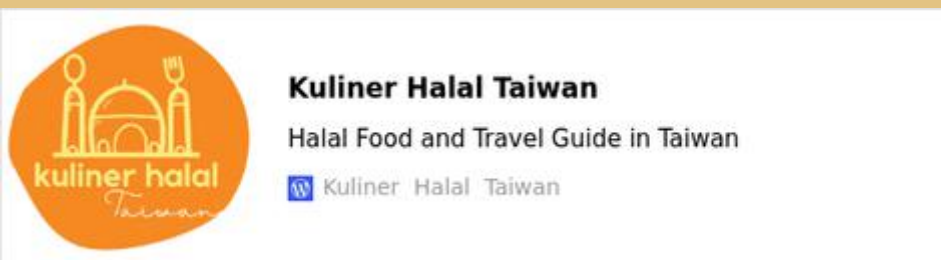 kuliner halal
Taiwan
Kuliner Halal Taiwan
Halal Food and Travel Guide in Taiwan
Kuliner Halal Taiwan